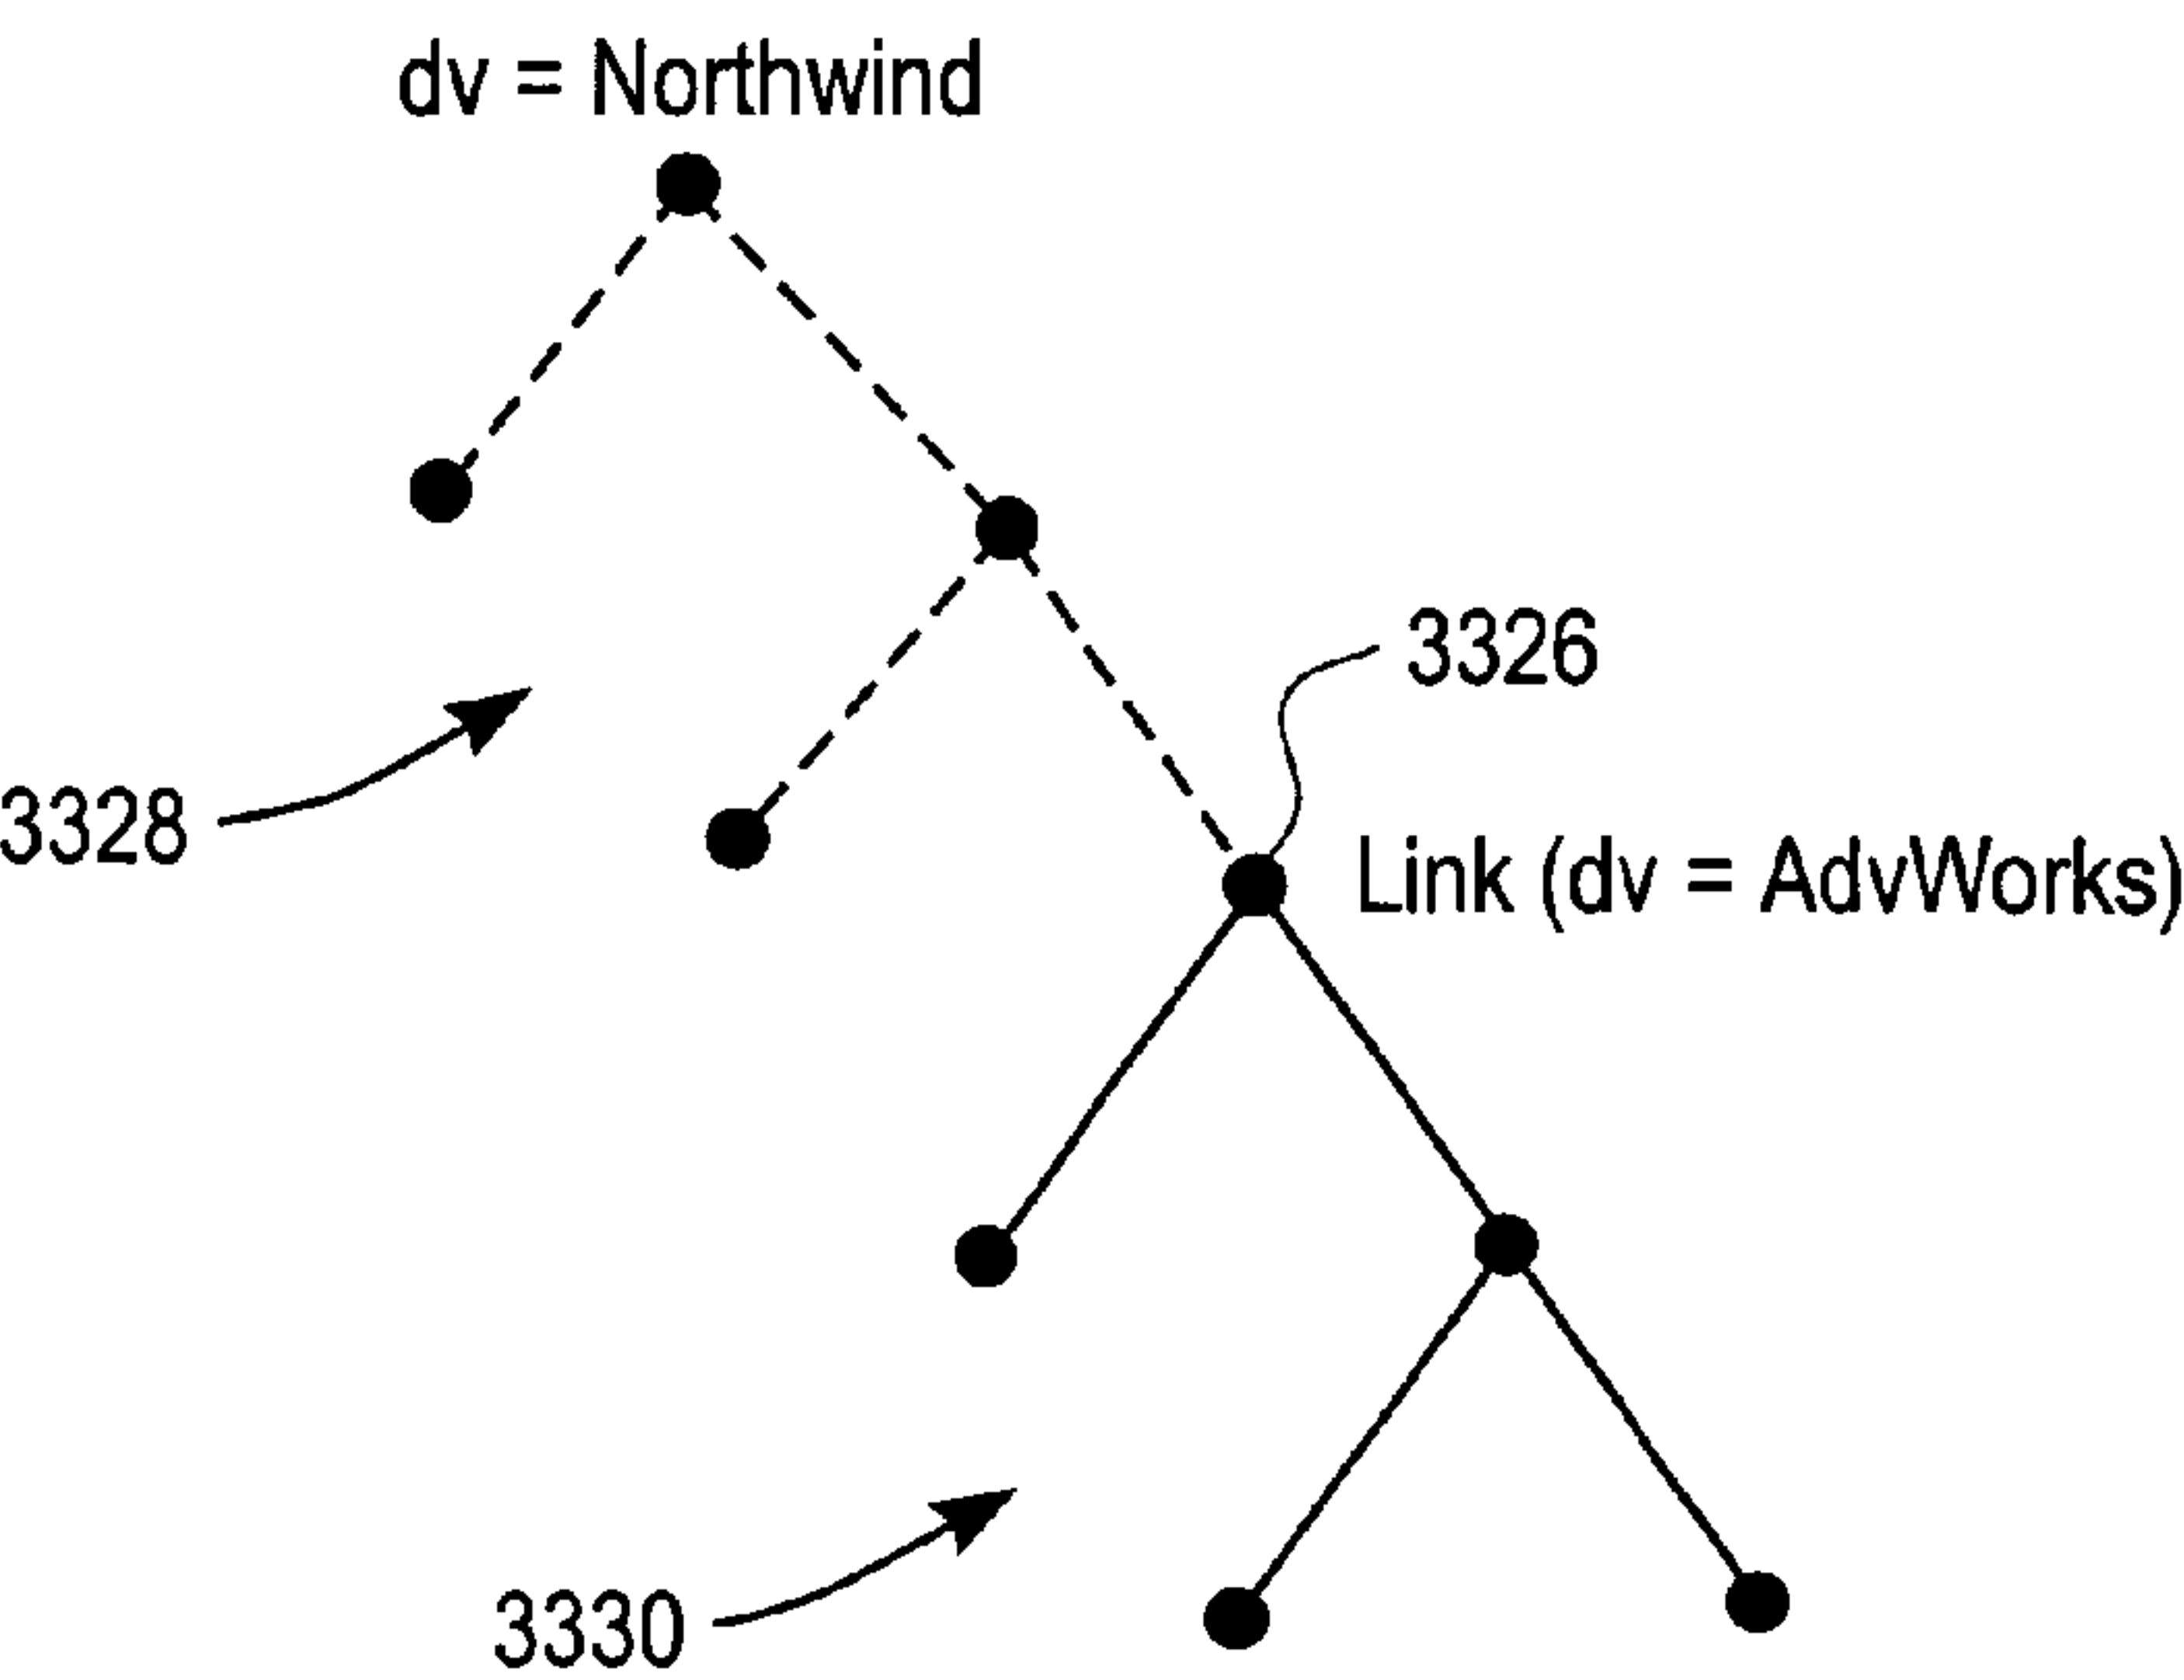 dv = Northwind
3326
3328
Link (dv = AdvWorks)
3330